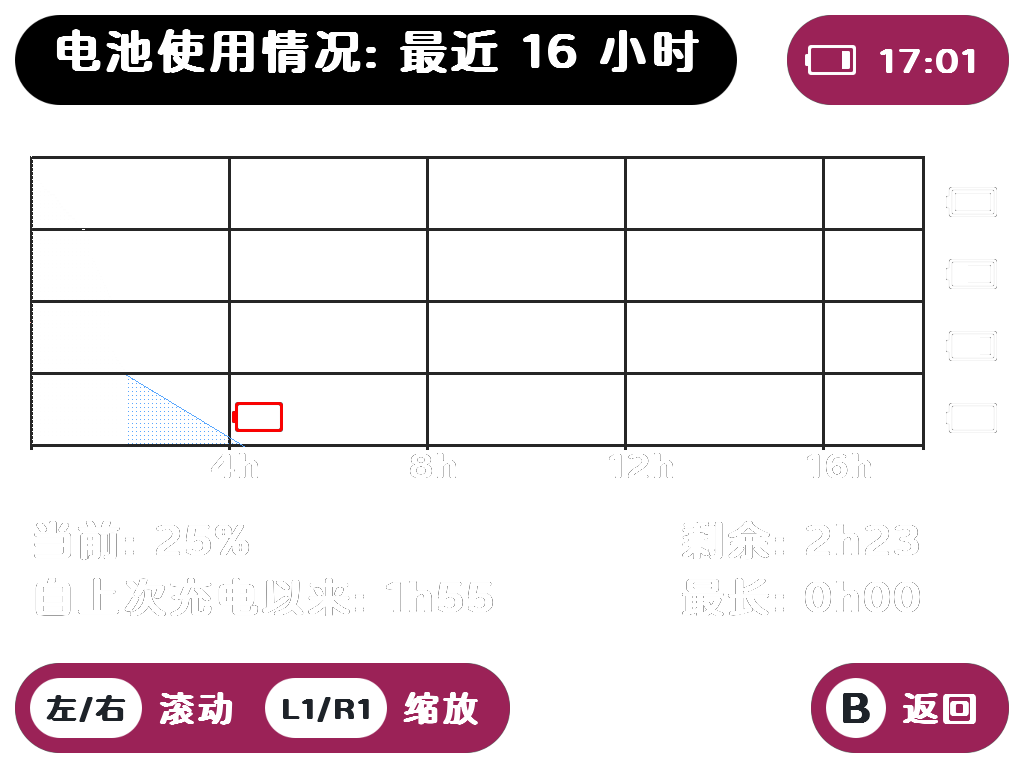 电池使用情况: 最近 16 小时
17:01
4h 8h 12h 16h
当前: 25% 剩余: 2h23
自上次充电以来: 1h55 最长: 0h00
左/右 滚动 L1/R1 缩放 B 返回